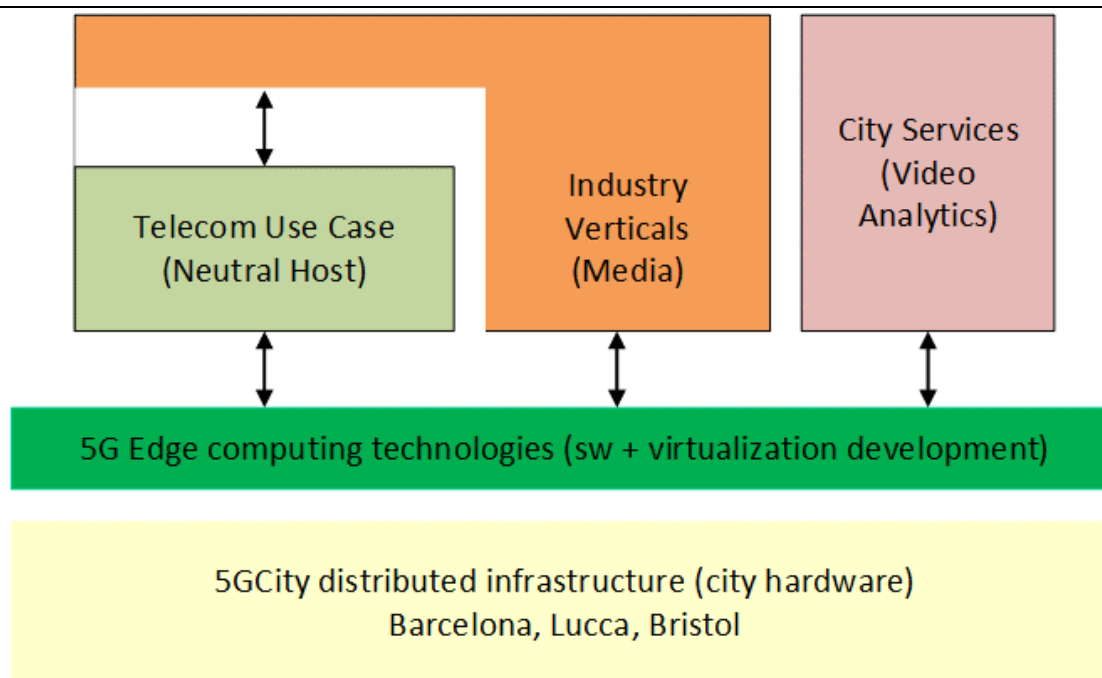 Telecom Use Case
(Neutral Host)
Industry
Verticals
(Media)
City Services
(Video
Analytics)
5G Edge computing technologies (sw + virtualization development)
5GCity distributed infrastructure (city hardware)
Barcelona, Lucca, Bristol